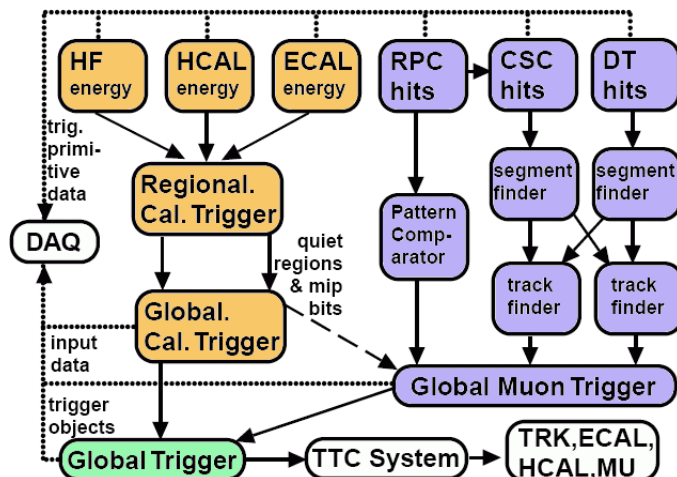 HF
energy
HCAL
energy
ECAL
energy
RPC
hits
CSC
hits
DT
hits
trig.
primi-
tive
data
Regional.
Cal. Trigger
segment
finder
segment
finder
Pattern
Comp-
arator
DAQ
quiet
regions
& mip
bits
track
finder
track
finder
Global.
Cal. Trigger
input
data
Global Muon Trigger
trigger
objects
Global Trigger
TTC System
TRK,ECAL,
HCAL,MU